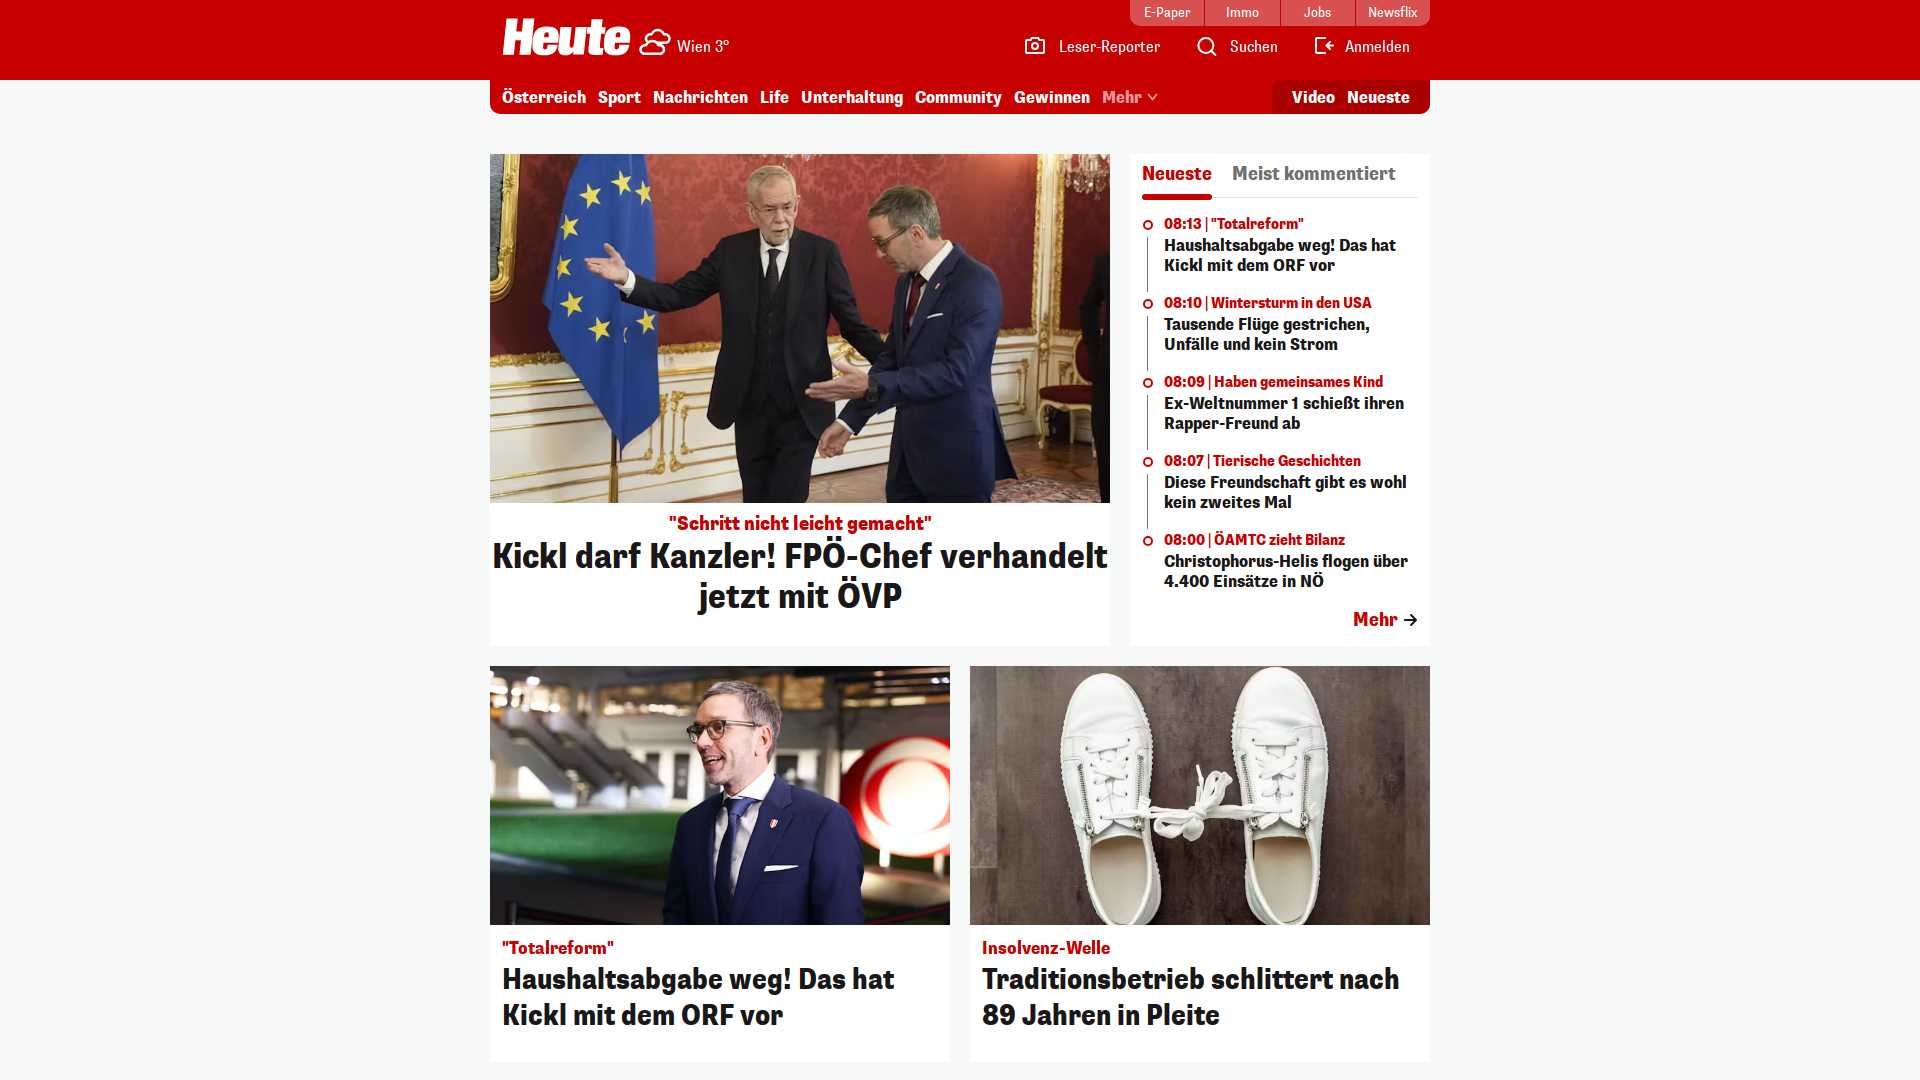 E-Paper
Immo
Jobs
Newsflix
Heute
Wien 3°
Leser-Reporter
Suchen
Anmelden
Österreich Sport Nachrichten Life Unterhaltung Community Gewinnen Mehr
Video Neueste
"Schritt nicht leicht gemacht"
Kickl darf Kanzler! FPÖ-Chef verhandelt
jetzt mit ÖVP
Neueste
Meist kommentiert
08:13 | "Totalreform"
Haushaltsabgabe weg! Das hat
Kickl mit dem ORF vor
08:10 | Wintersturm in den USA
Tausende Flüge gestrichen,
Unfälle und kein Strom
08:09 | Haben gemeinsames Kind
Ex-Weltnummer 1 schießt ihren
Rapper-Freund ab
08:07 | Tierische Geschichten
Diese Freundschaft gibt es wohl
kein zweites Mal
08:00 | ÖAMTC zieht Bilanz
Christophorus-Helis flogen über
4.400 Einsätze in NÖ
Mehr
"Totalreform"
Haushaltsabgabe weg! Das hat
Kickl mit dem ORF vor
Insolvenz-Welle
Traditionsbetrieb schlittert nach
89 Jahren in Pleite